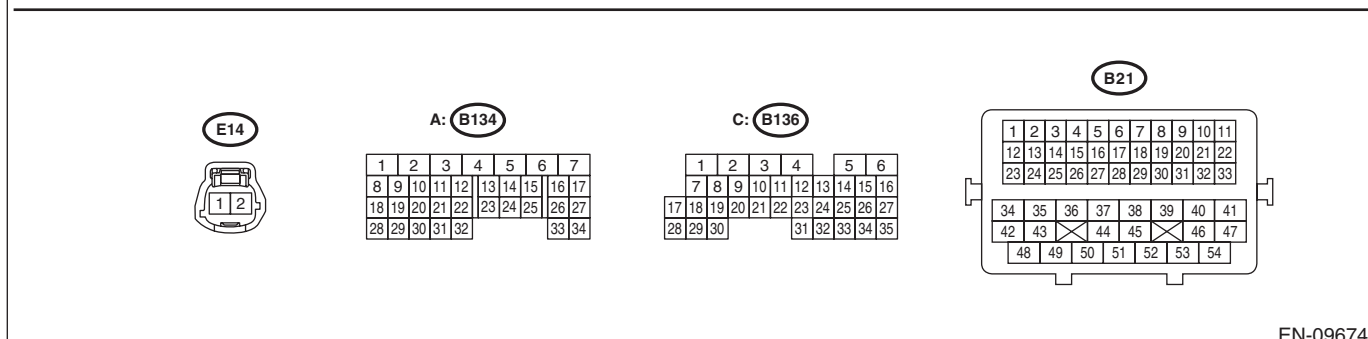 E14
1 2
A: B134
1 2 3 4 5 6 7
8 9 10 11 12 13 14 15 16 17
18 19 20 21 22 23 24 25 26 27
28 29 30 31 32 33 34
C: B136
1 2 3 4 5 6
7 8 9 10 11 12 13 14 15 16
17 18 19 20 21 22 23 24 25 26 27
28 29 30 31 32 33 34 35
B21
1 2 3 4 5 6 7 8 9 10 11
12 13 14 15 16 17 18 19 20 21 22
23 24 25 26 27 28 29 30 31 32 33
34 35 36 37 38 39 40 41
42 43 44 45 46 47
48 49 50 51 52 53 54
EN-09674